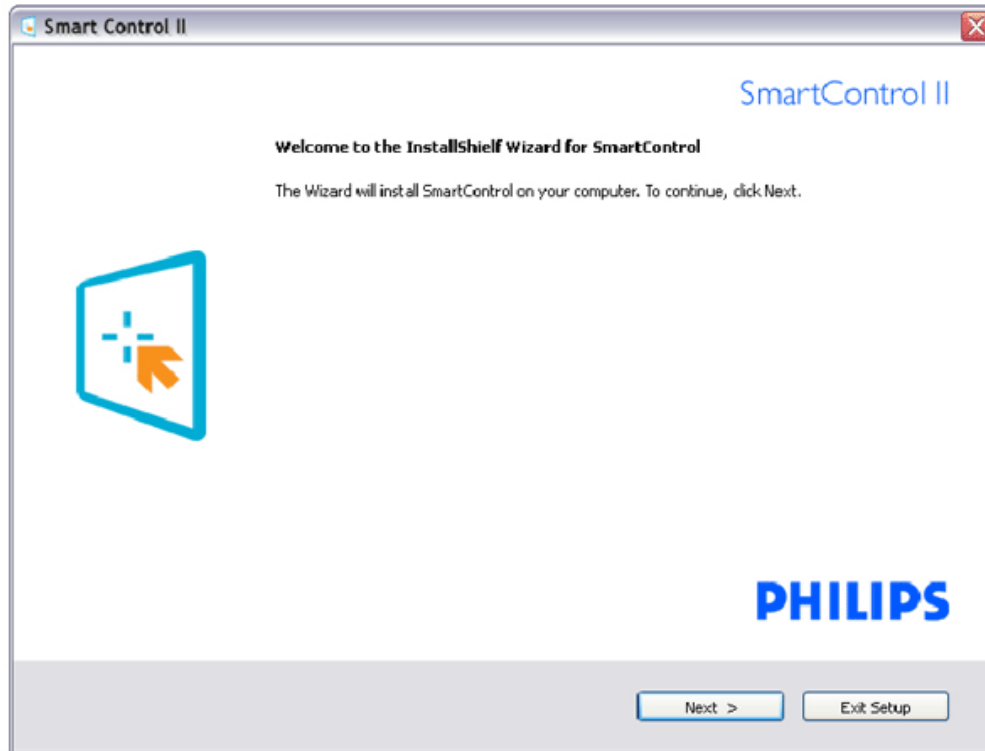 Smart Control II
SmartControl II
Welcome to the InstallShielf Wizard for SmartControl
The Wizard will install SmartControl on your computer. To continue, click Next.
PHILIPS
Next >
Exit Setup